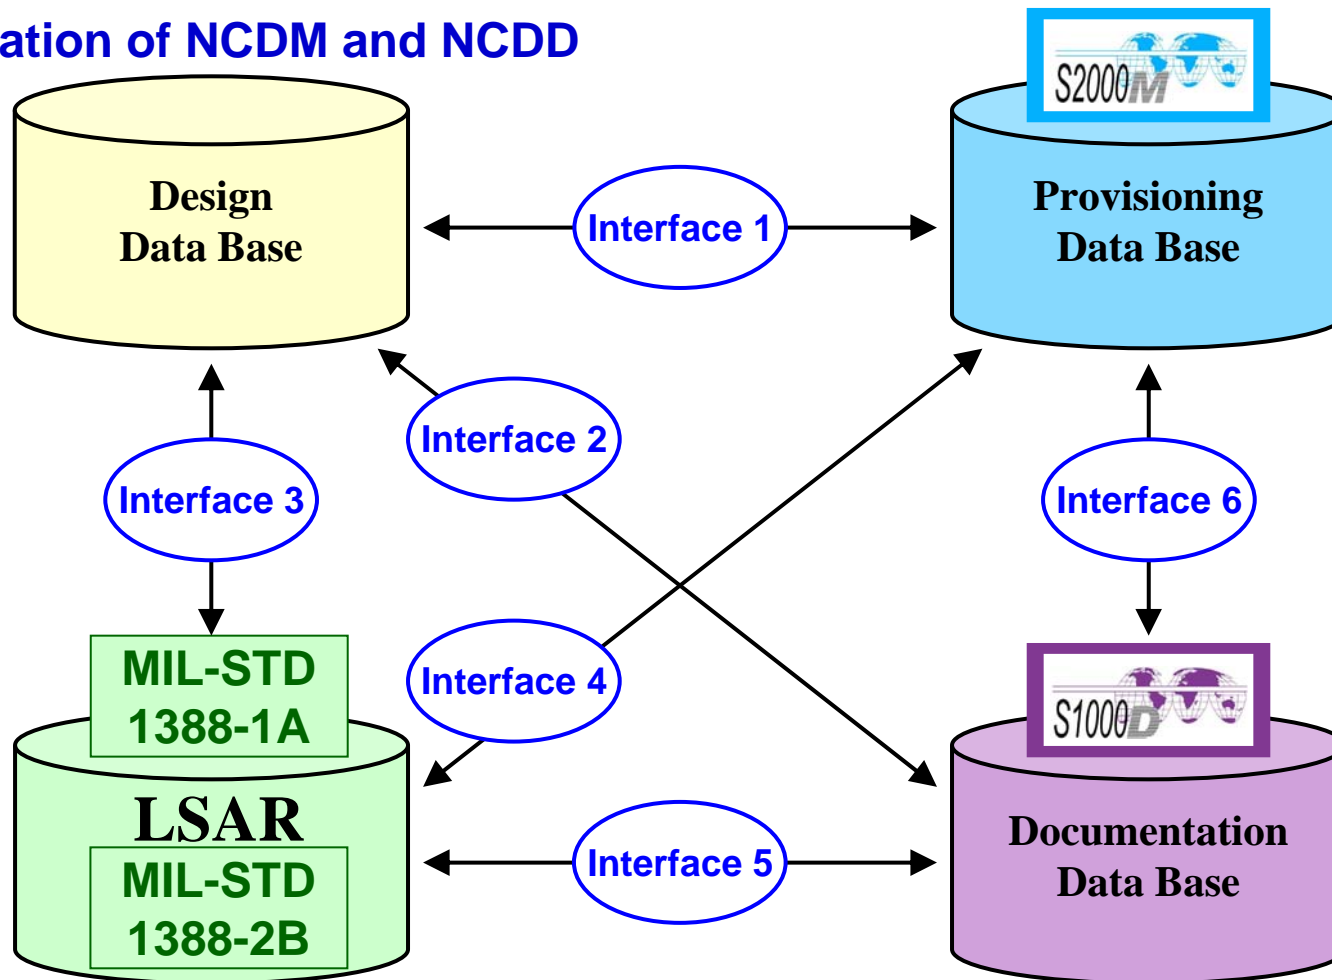 ation of NCDM and NCDD
S2000M
Design
Data Base
Interface 1
Provisioning
Data Base
Interface 2
Interface 3
Interface 6
MIL-STD
1388-1A
Interface 4
S1000D
LSAR
MIL-STD
1388-2B
Interface 5
Documentation
Data Base